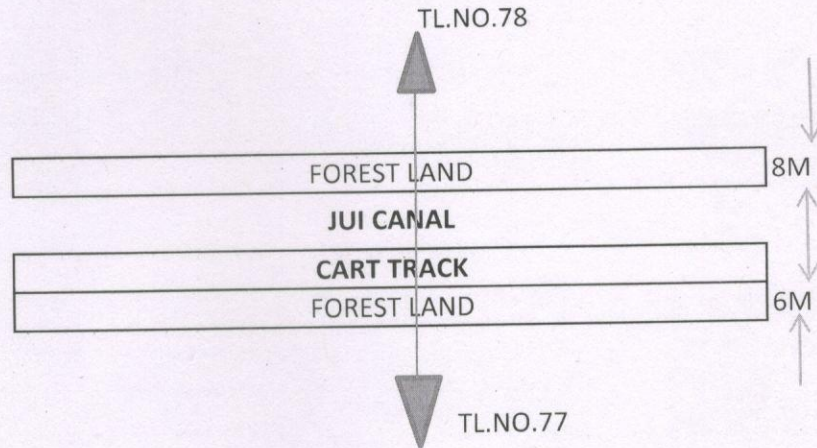 TL.NO.78
FOREST LAND 8M
JUI CANAL
CART TRACK
FOREST LAND 6M
TL.NO.77